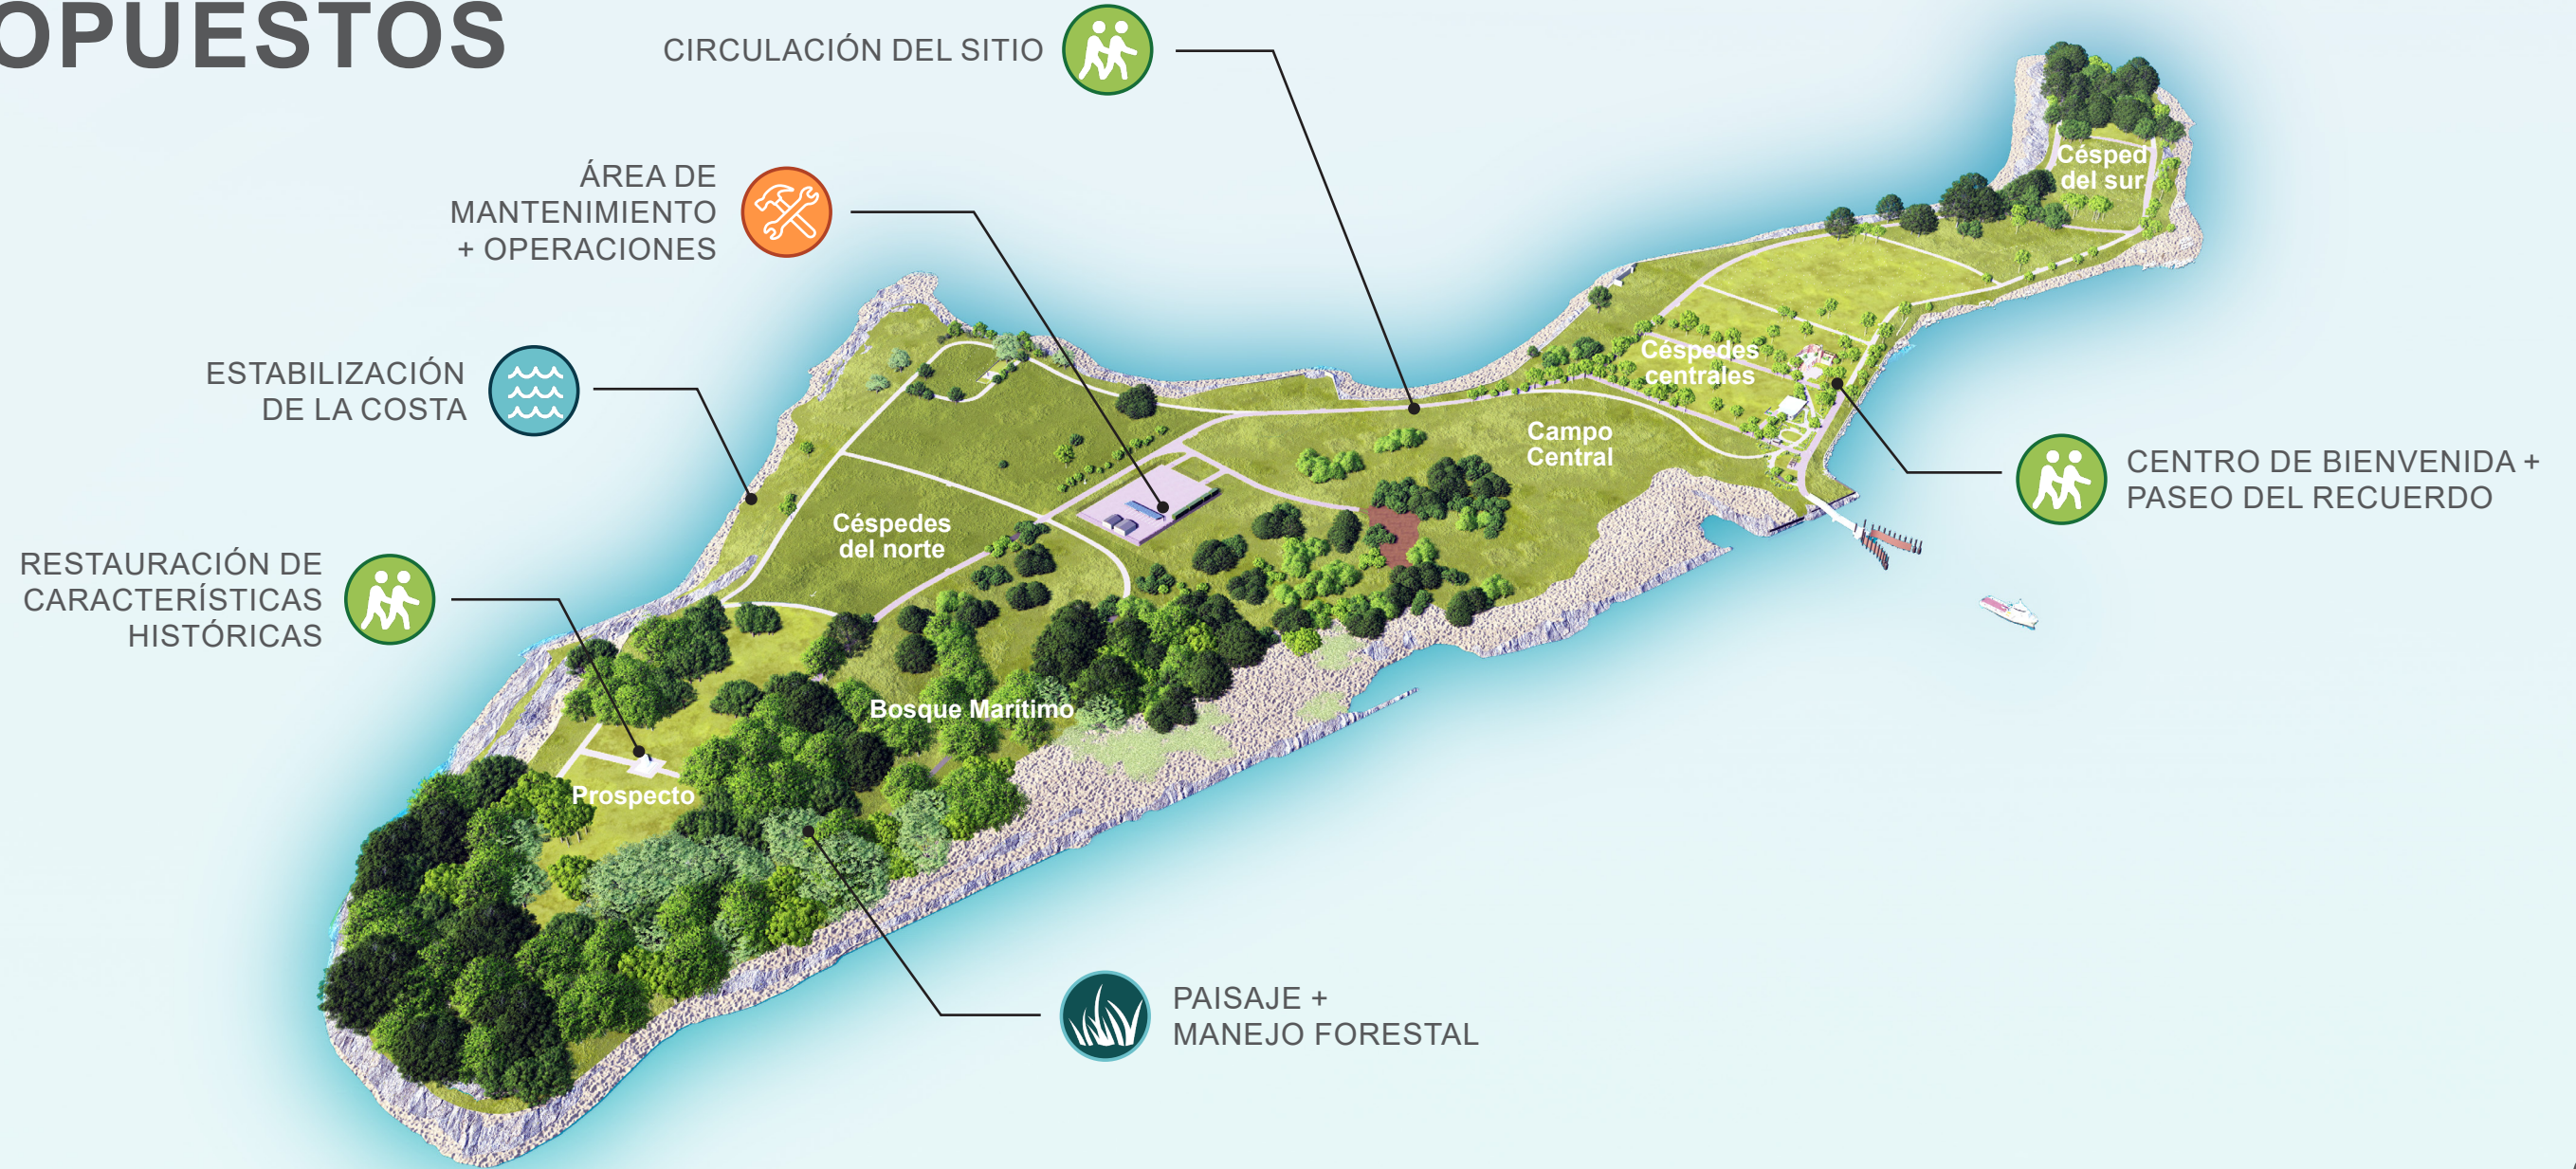 OPUESTOS
CIRCULACIÓN DEL SITIO
ÁREA DE
MANTENIMIENTO
+ OPERACIONES
ESTABILIZACIÓN
DE LA COSTA
RESTAURACIÓN DE
CARACTERÍSTICAS
HISTÓRICAS
Césped
del sur
Céspedes
centrales
Campo
Central
Céspedes
del norte
Bosque Marítimo
Prospecto
CENTRO DE BIENVENIDA +
PASEO DEL RECUERDO
PAISAJE +
MANEJO FORESTAL